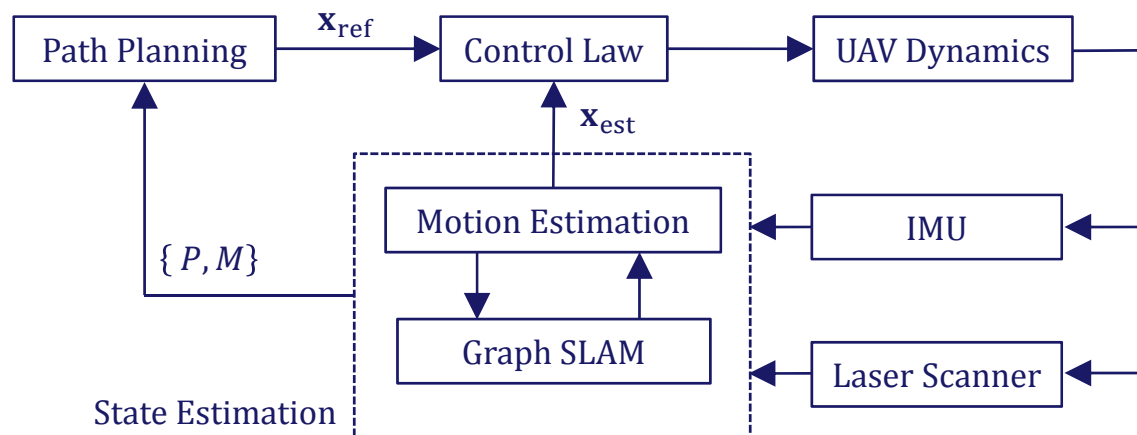 Path Planning
x_ref
Control Law
UAV Dynamics
x_est
Motion Estimation
IMU
{ P, M}
Graph SLAM
Laser Scanner
State Estimation